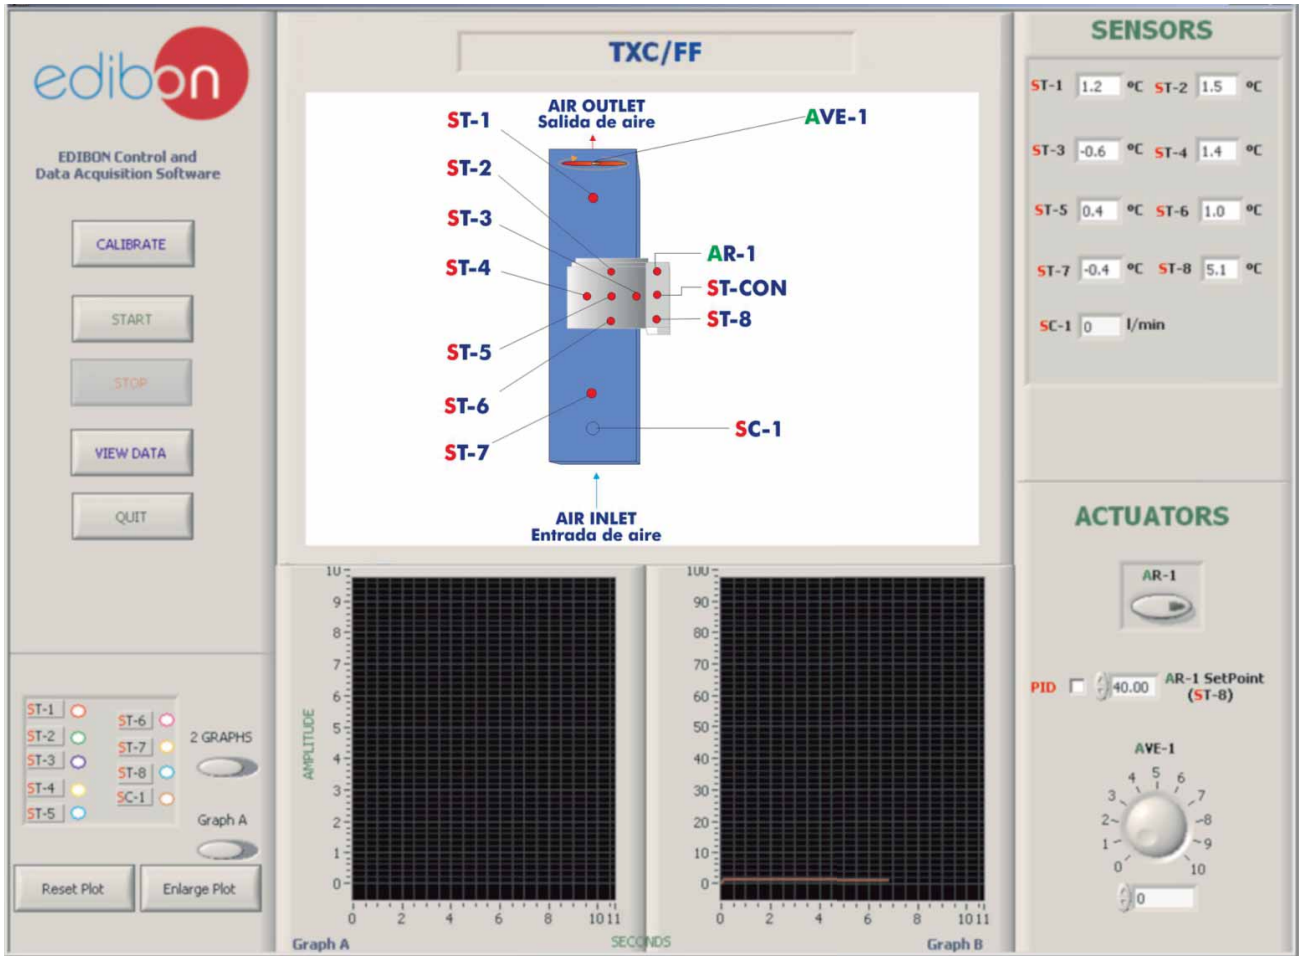 edibon
EDIBON Control and
Data Acquisition Software
CALIBRATE
START
STOP
VIEW DATA
QUIT
ST-1
ST-2
ST-3
ST-4
ST-5
ST-6
ST-7
ST-8
SC-1
2 GRAPHS
Graph A
Reset Plot
Enlarge Plot
TXC/FF
AIR OUTLET
Salida de aire
AVE-1
ST-1
ST-2
ST-3
ST-4
ST-5
ST-6
ST-7
AR-1
ST-CON
ST-8
SC-1
AIR INLET
Entrada de aire
10
9
8
7
6
5
4
3
2
1
0
AMPLITUDE
0 2 4 6 8 10 11
Graph A
SECONDS
100
90
80
70
60
50
40
30
20
10
0
0 2 4 6 8 10 11
Graph B
SENSORS
ST-1 1.2 ºC ST-2 1.5 ºC
ST-3 -0.6 ºC ST-4 1.4 ºC
ST-5 0.4 ºC ST-6 1.0 ºC
ST-7 -0.4 ºC ST-8 5.1 ºC
SC-1 0 l/min
ACTUATORS
AR-1
PID 40.00 AR-1 SetPoint
(ST-8)
AVE-1
0 1 2 3 4 5 6 7 8 9 10
0